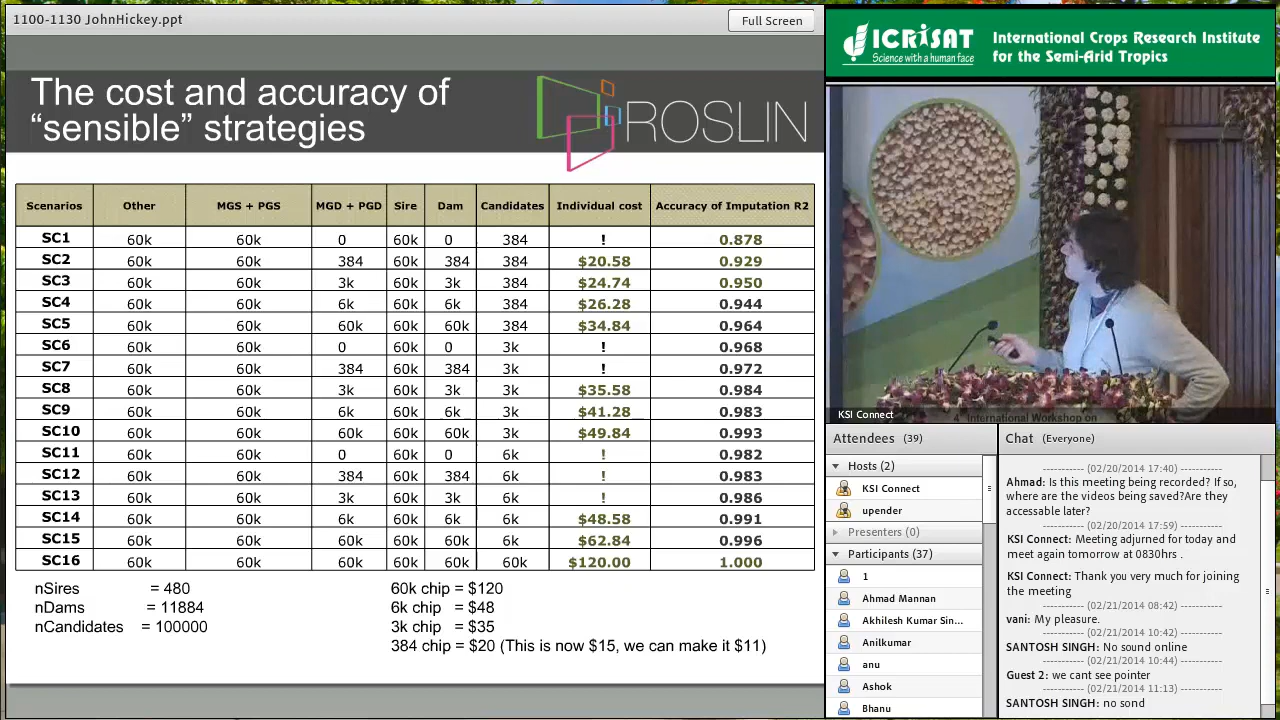 1100-1130 JohnHickey.ppt
Full Screen
The cost and accuracy of
“sensible” strategies
ROSLIN
Scenarios Other MGS + PGS MGD + PGD Sire Dam Candidates Individual cost Accuracy of Imputation R2
SC1 60k 60k 0 60k 0 384 ! 0.878
SC2 60k 60k 384 60k 384 384 $20.58 0.929
SC3 60k 60k 3k 60k 3k 384 $24.74 0.950
SC4 60k 60k 6k 60k 6k 384 $26.28 0.944
SC5 60k 60k 60k 60k 60k 384 $34.84 0.964
SC6 60k 60k 0 60k 0 3k ! 0.968
SC7 60k 60k 384 60k 384 3k ! 0.972
SC8 60k 60k 3k 60k 3k 3k $35.58 0.984
SC9 60k 60k 6k 60k 6k 3k $41.28 0.983
SC10 60k 60k 60k 60k 60k 3k $49.84 0.993
SC11 60k 60k 0 60k 0 6k ! 0.982
SC12 60k 60k 384 60k 384 6k ! 0.983
SC13 60k 60k 3k 60k 3k 6k ! 0.986
SC14 60k 60k 6k 60k 6k 6k $48.58 0.991
SC15 60k 60k 60k 60k 60k 6k $62.84 0.996
SC16 60k 60k 60k 60k 60k 60k $120.00 1.000
nSires = 480
nDams = 11884
nCandidates = 100000
60k chip = $120
6k chip = $48
3k chip = $35
384 chip = $20 (This is now $15, we can make it $11)
ICRISAT
Science with a human face
International Crops Research Institute
for the Semi-Arid Tropics
International Workshop on
KSI Connect
Attendees (39)
Hosts (2)
KSI Connect
upender
Presenters (0)
Participants (37)
1
Ahmad Mannan
Akhilesh Kumar Sin...
Anilkumar
anu
Ashok
Bhanu
Chat (Everyone)
----------- (02/20/2014 17:40) -----------
Ahmad: Is this meeting being recorded? If so,
where are the videos being saved?Are they
accessable later?
----------- (02/20/2014 17:59) -----------
KSI Connect: Meeting adjurned for today and
meet again tomorrow at 0830hrs .
KSI Connect: Thank you very much for joining
the meeting
----------- (02/21/2014 08:42) -----------
vani: My pleasure.
----------- (02/21/2014 10:42) -----------
SANTOSH SINGH: No sound online
----------- (02/21/2014 10:44) -----------
Guest 2: we cant see pointer
----------- (02/21/2014 11:13) -----------
SANTOSH SINGH: no sond